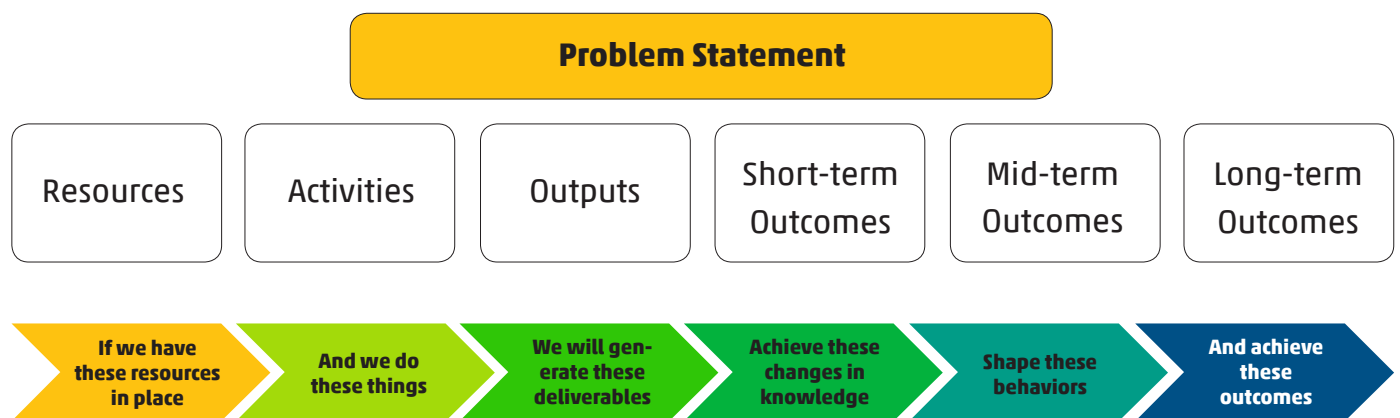 Problem Statement
Resources
Activities
Outputs
Short-term
Outcomes
Mid-term
Outcomes
Long-term
Outcomes
If we have
these resources
in place
And we do
these things
We will gen-
erate these
deliverables
Achieve these
changes in
knowledge
Shape these
behaviors
And achieve
these
outcomes